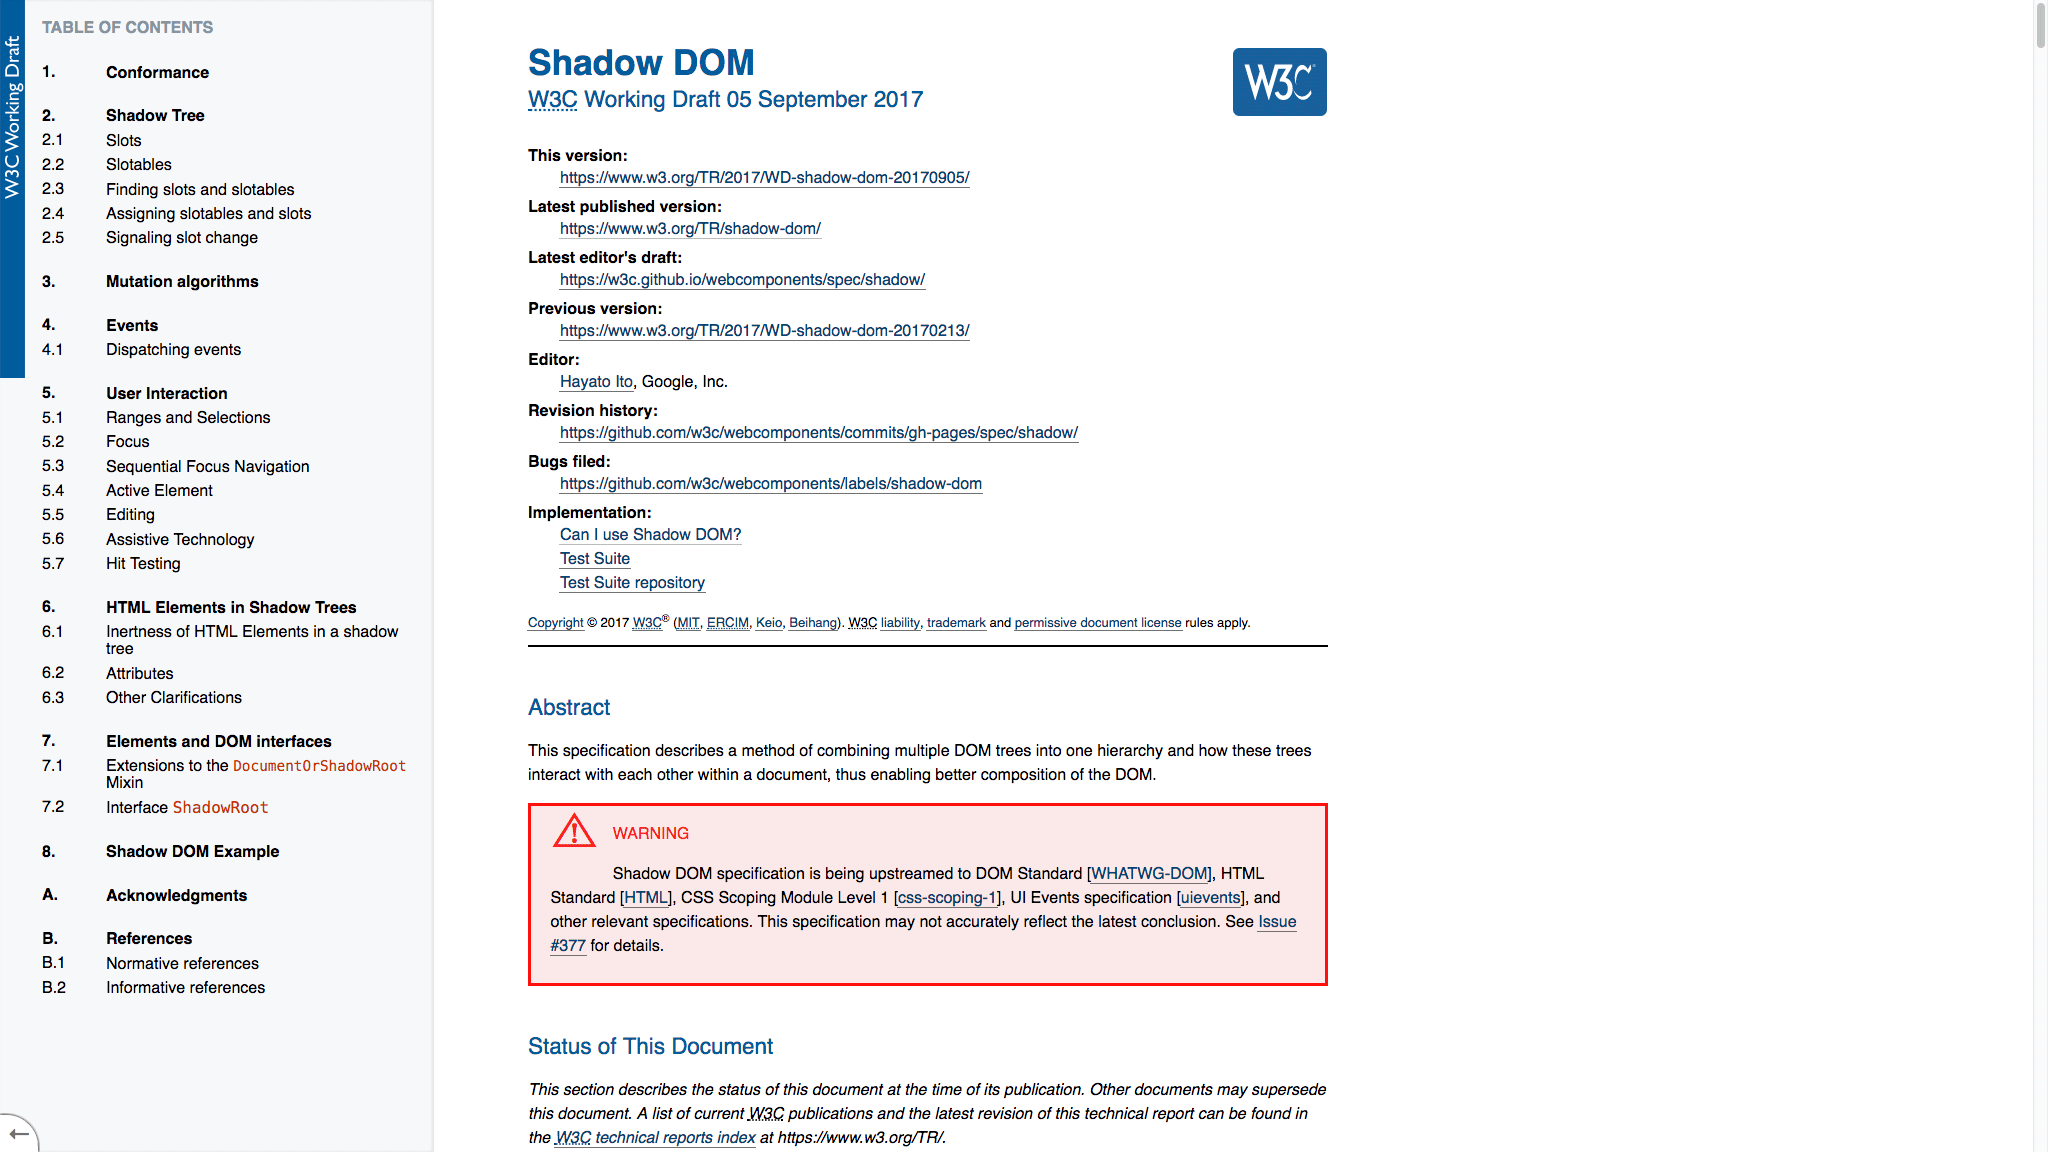 W3C Working Draft
TABLE OF CONTENTS
1. Conformance
2. Shadow Tree
2.1 Slots
2.2 Slotables
2.3 Finding slots and slotables
2.4 Assigning slotables and slots
2.5 Signaling slot change
3. Mutation algorithms
4. Events
4.1 Dispatching events
5. User Interaction
5.1 Ranges and Selections
5.2 Focus
5.3 Sequential Focus Navigation
5.4 Active Element
5.5 Editing
5.6 Assistive Technology
5.7 Hit Testing
6. HTML Elements in Shadow Trees
6.1 Inertness of HTML Elements in a shadow
tree
6.2 Attributes
6.3 Other Clarifications
7. Elements and DOM interfaces
7.1 Extensions to the DocumentOrShadowRoot
Mixin
7.2 Interface ShadowRoot
8. Shadow DOM Example
A. Acknowledgments
B. References
B.1 Normative references
B.2 Informative references
Shadow DOM
W3C Working Draft 05 September 2017
W3C
This version:
https://www.w3.org/TR/2017/WD-shadow-dom-20170905/
Latest published version:
https://www.w3.org/TR/shadow-dom/
Latest editor's draft:
https://w3c.github.io/webcomponents/spec/shadow/
Previous version:
https://www.w3.org/TR/2017/WD-shadow-dom-20170213/
Editor:
Hayato Ito, Google, Inc.
Revision history:
https://github.com/w3c/webcomponents/commits/gh-pages/spec/shadow/
Bugs filed:
https://github.com/w3c/webcomponents/labels/shadow-dom
Implementation:
Can I use Shadow DOM?
Test Suite
Test Suite repository
Copyright © 2017 W3C® (MIT, ERCIM, Keio, Beihang). W3C liability, trademark and permissive document license rules apply.
Abstract
This specification describes a method of combining multiple DOM trees into one hierarchy and how these trees
interact with each other within a document, thus enabling better composition of the DOM.
WARNING
Shadow DOM specification is being upstreamed to DOM Standard [WHATWG-DOM], HTML
Standard [HTML], CSS Scoping Module Level 1 [css-scoping-1], UI Events specification [uievents], and
other relevant specifications. This specification may not accurately reflect the latest conclusion. See Issue
#377 for details.
Status of This Document
This section describes the status of this document at the time of its publication. Other documents may supersede
this document. A list of current W3C publications and the latest revision of this technical report can be found in
the W3C technical reports index at https://www.w3.org/TR/.